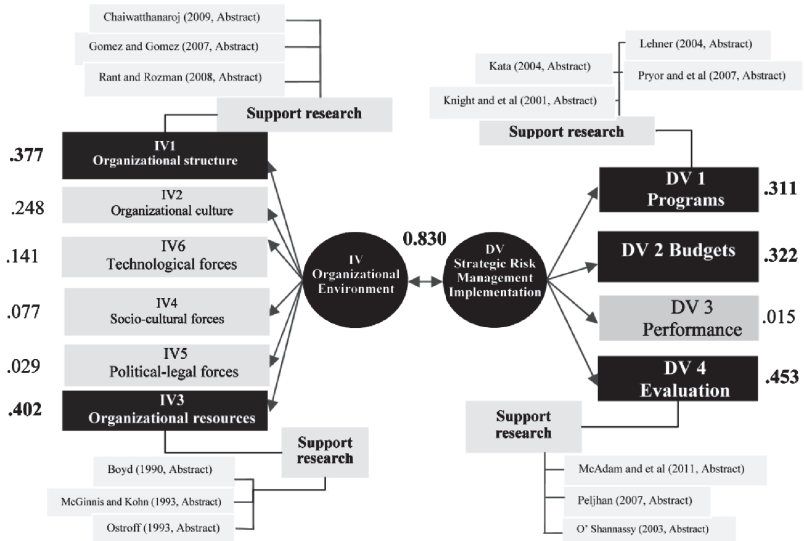 Chaiwatthanaroj (2009, Abstract)
Gomez and Gomez (2007, Abstract)
Rant and Rozman (2008, Abstract)
Support research
.377
IV1
Organizational structure
.248
IV2
Organizational culture
.141
IV6
Technological forces
.077
IV4
Socio-cultural forces
.029
IV5
Political-legal forces
.402
IV3
Organizational resources
Support
research
Boyd (1990, Abstract)
McGinnis and Kohn (1993, Abstract)
Ostroff (1993, Abstract)
IV
Organizational
Environment
0.830
DV
Strategic Risk
Management
Implementation
Lehner (2004, Abstract)
Kata (2004, Abstract)
Pryor and et al (2007, Abstract)
Knight and et al (2001, Abstract)
Support research
DV 1
Programs
.311
DV 2 Budgets
.322
DV 3
Performance
.015
DV 4
Evaluation
.453
Support
research
McAdam and et al (2011, Abstract)
Peljhan (2007, Abstract)
O’ Shannassy (2003, Abstract)